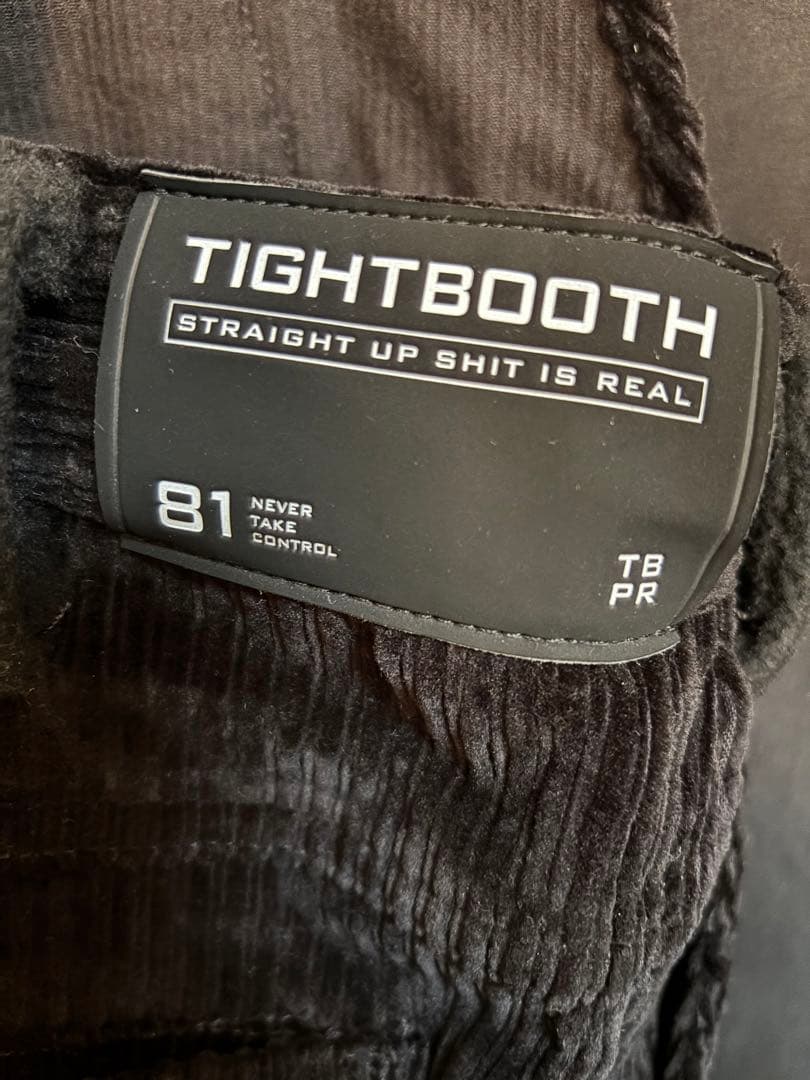 TIGHTBOOTH
STRAIGHT UP SHIT IS REAL
81
NEVER
TAKE
CONTROL
TB
PR